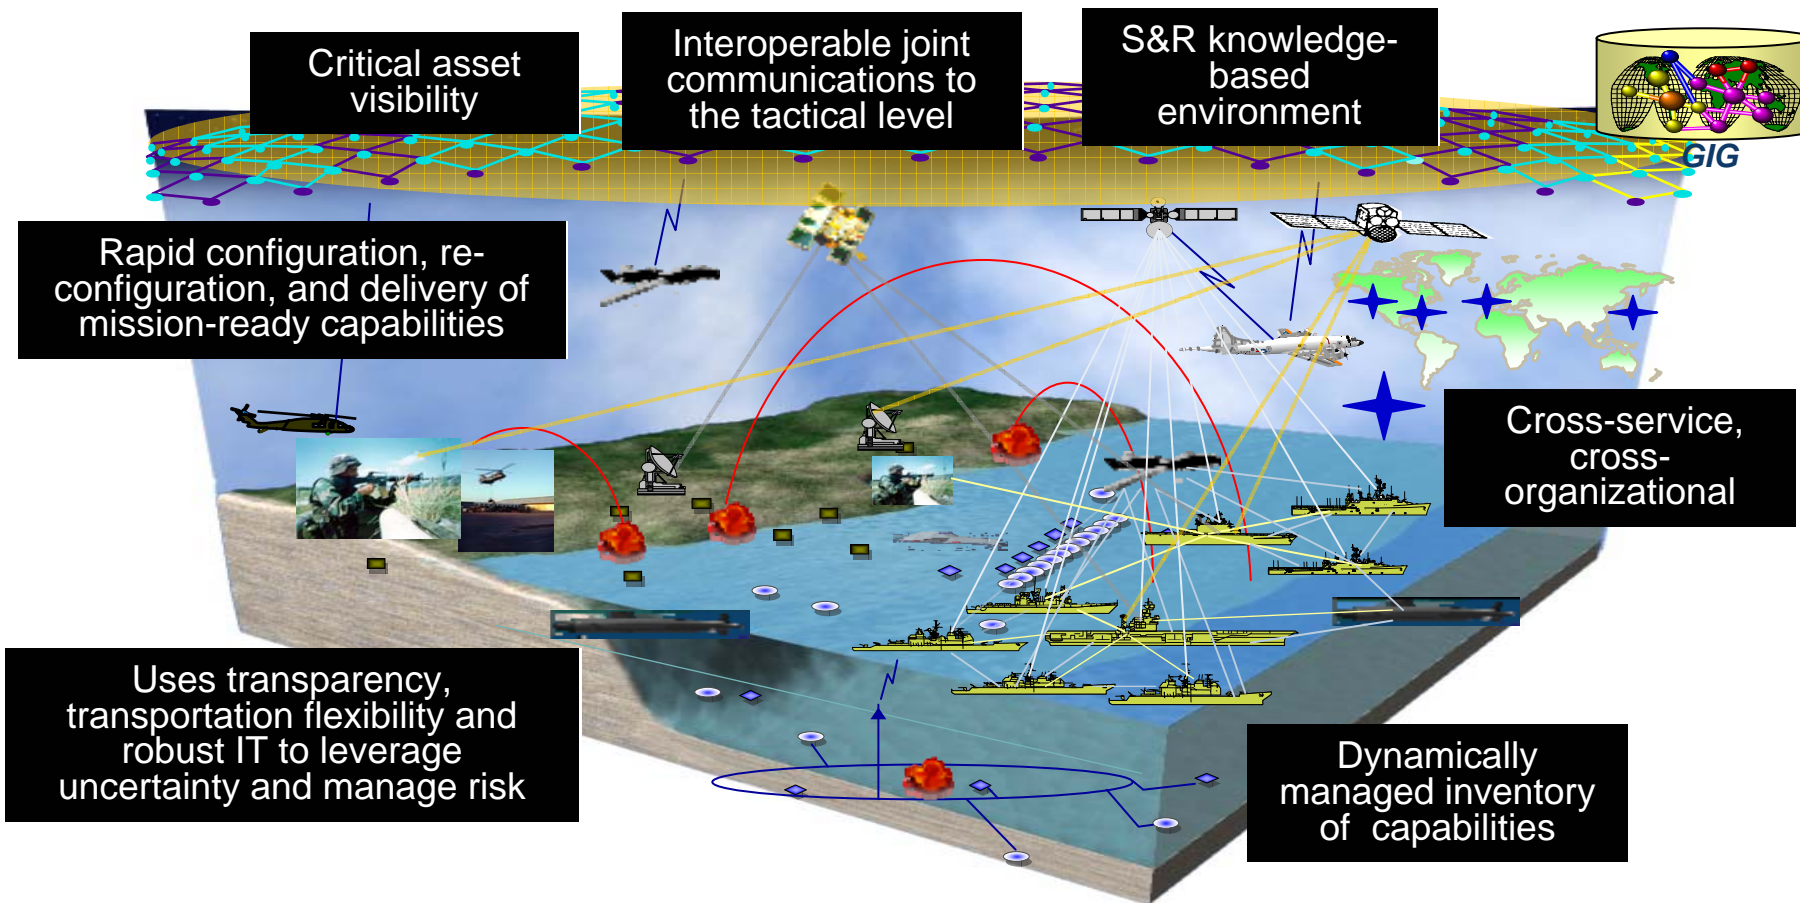 Critical asset
visibility
Interoperable joint
communications to
the tactical level
S&R knowledge-
based
environment
GIG
Rapid configuration, re-
configuration, and delivery of
mission-ready capabilities
Cross-service,
cross-
organizational
Uses transparency,
transportation flexibility and
robust IT to leverage
uncertainty and manage risk
Dynamically
managed inventory
of capabilities